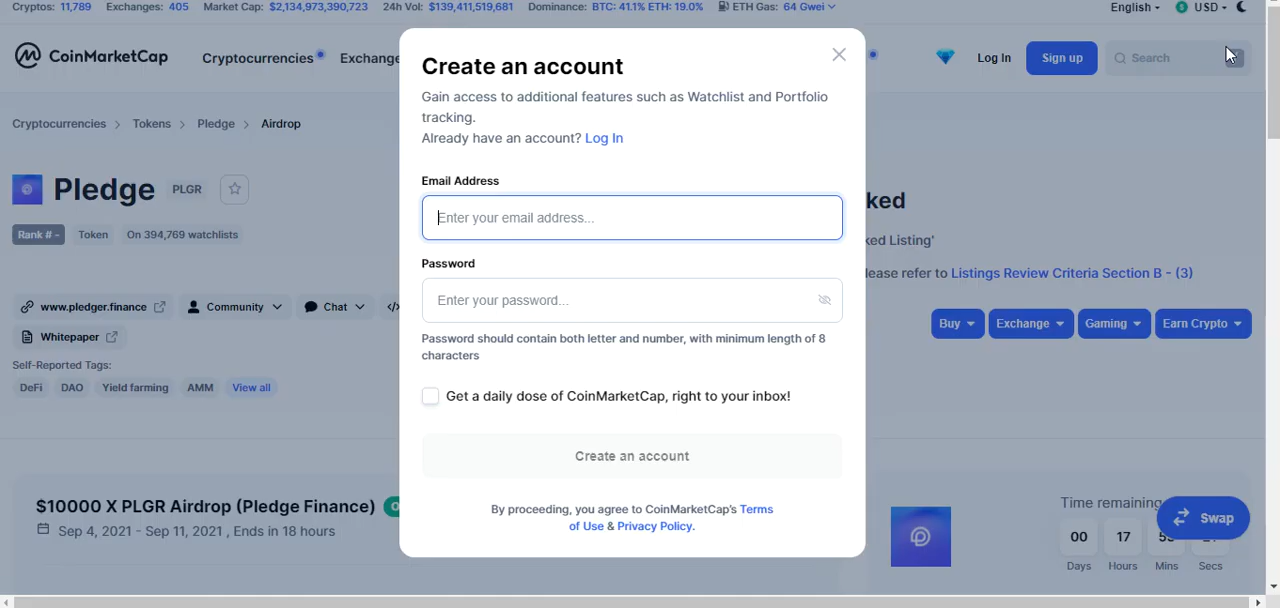 Cryptos: 11,789 Exchanges: 405 Market Cap: $2,134,973,390,723 24h Vol: $139,411,519,681 Dominance: BTC: 41.1% ETH: 19.0% ETH Gas: 64 Gwei English USD
CoinMarketCap Cryptocurrencies Exchange Log In Sign up Search
Create an account
Gain access to additional features such as Watchlist and Portfolio
tracking.
Already have an account? Log In
Email Address
Enter your email address...
Password
Enter your password...
Password should contain both letter and number, with minimum length of 8
characters
Get a daily dose of CoinMarketCap, right to your inbox!
Create an account
By proceeding, you agree to CoinMarketCap's Terms
of Use & Privacy Policy.
Cryptocurrencies > Tokens > Pledge > Airdrop
Pledge PLGR
Rank # - Token On 394,769 watchlists
www.pledger.finance Community Chat </>
Whitepaper
Self-Reported Tags:
DeFi DAO Yield farming AMM View all
ked
ked Listing'
lease refer to Listings Review Criteria Section B - (3)
Buy Exchange Gaming Earn Crypto
$10000 X PLGR Airdrop (Pledge Finance)
Sep 4, 2021 - Sep 11, 2021 , Ends in 18 hours
Time remaining
Swap
00 17
Days Hours Mins Secs